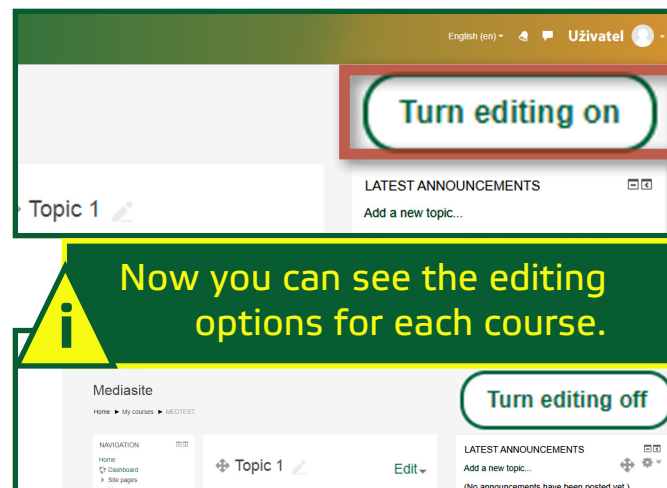 English (en)
Uživatel
Turn editing on
LATEST ANNOUNCEMENTS
Topic 1
Add a new topic...
i
Now you can see the editing
options for each course.
Mediasite
Turn editing off
Home ► My courses ► MEDTEST
NAVIGATION
Home
Dashboard
Site pages
Topic 1
Edit
LATEST ANNOUNCEMENTS
Add a new topic...
(No announcements have been posted yet.)